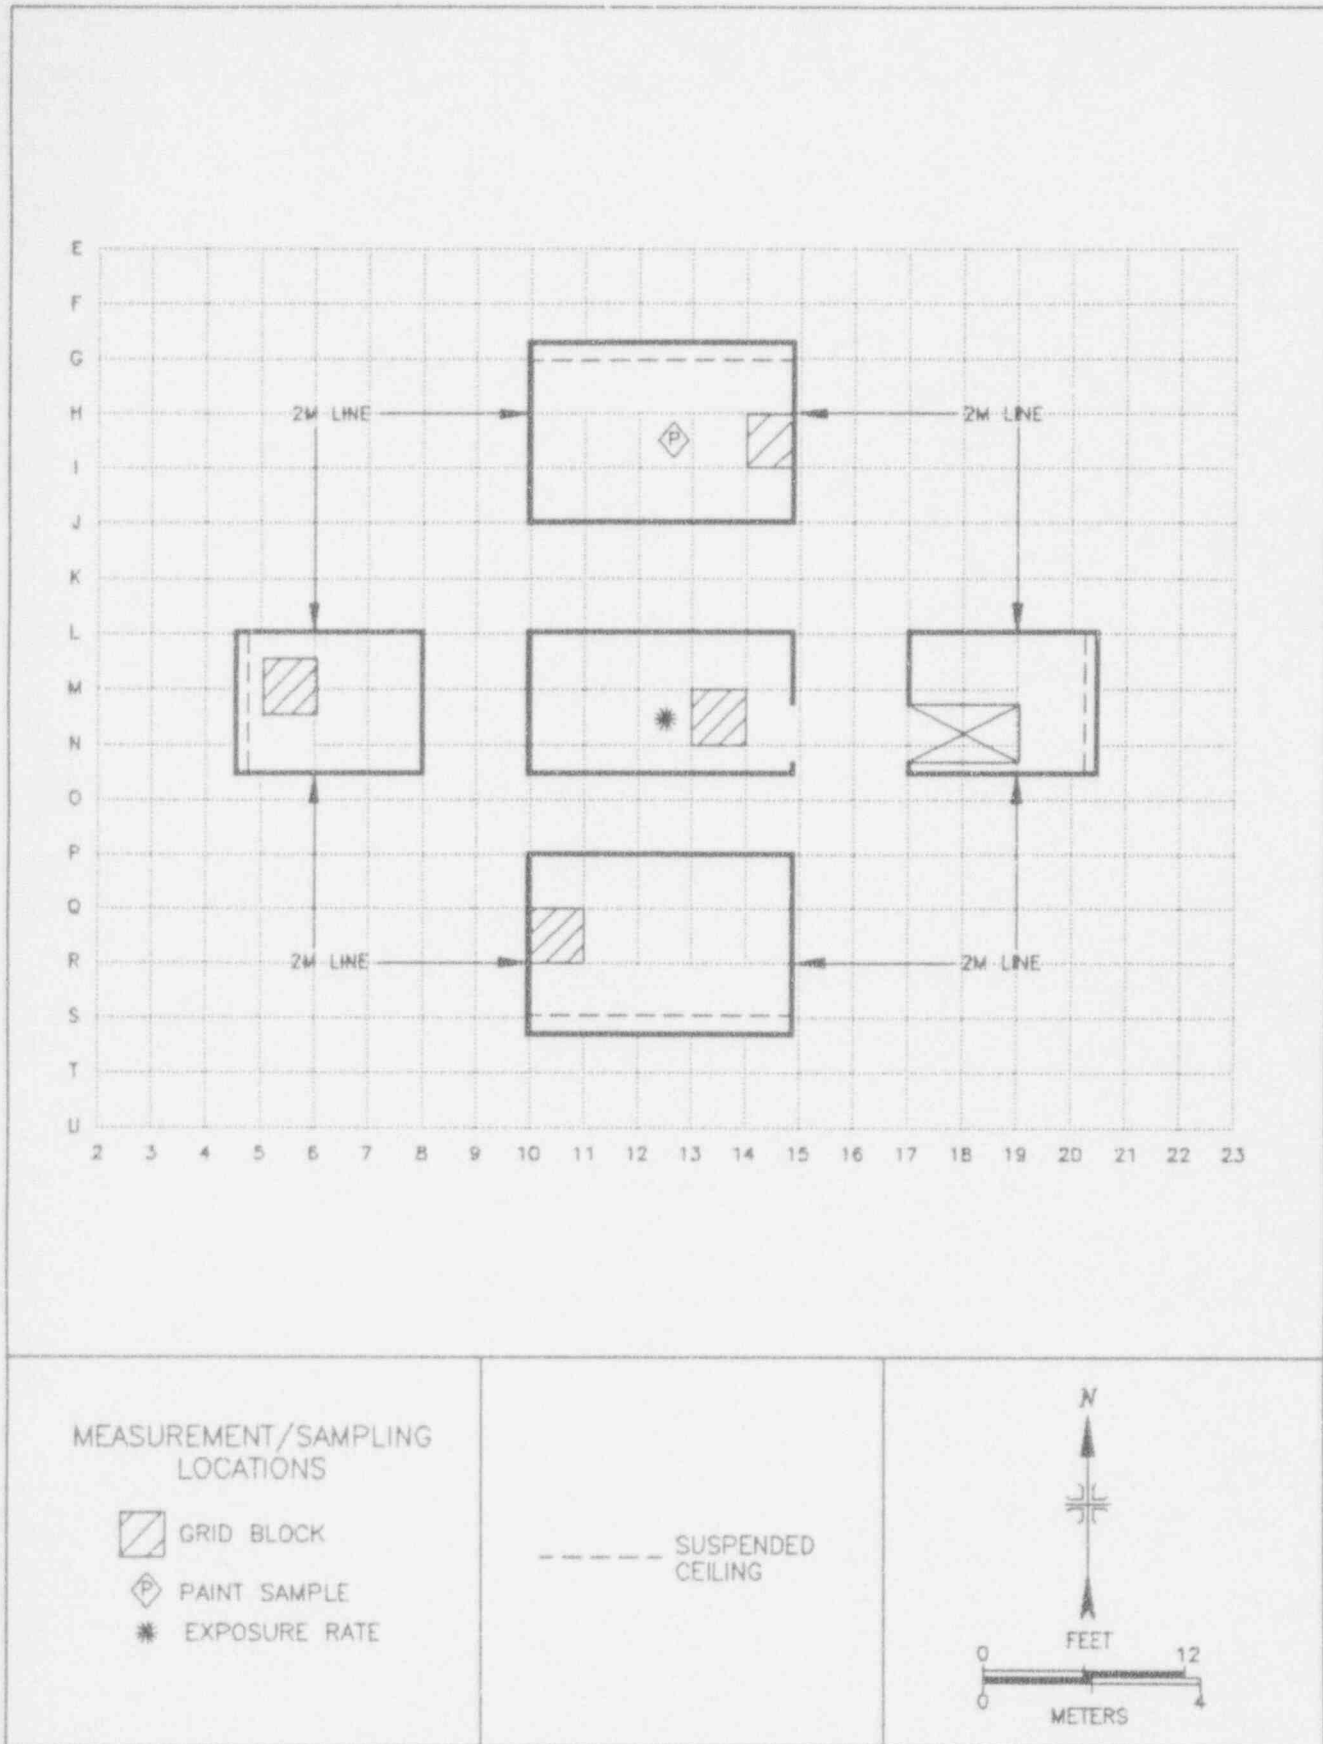 E
F
G
H 2M LINE 2M LINE
P
I
J
K
L
M
N
O
P
Q
R 2M LINE 2M LINE
S
T
U
2 3 4 5 6 7 8 9 10 11 12 13 14 15 16 17 18 19 20 21 22 23
MEASUREMENT/SAMPLING
LOCATIONS
GRID BLOCK
P PAINT SAMPLE
EXPOSURE RATE
SUSPENDED
CEILING
N
FEET
0 12
0 4
METERS